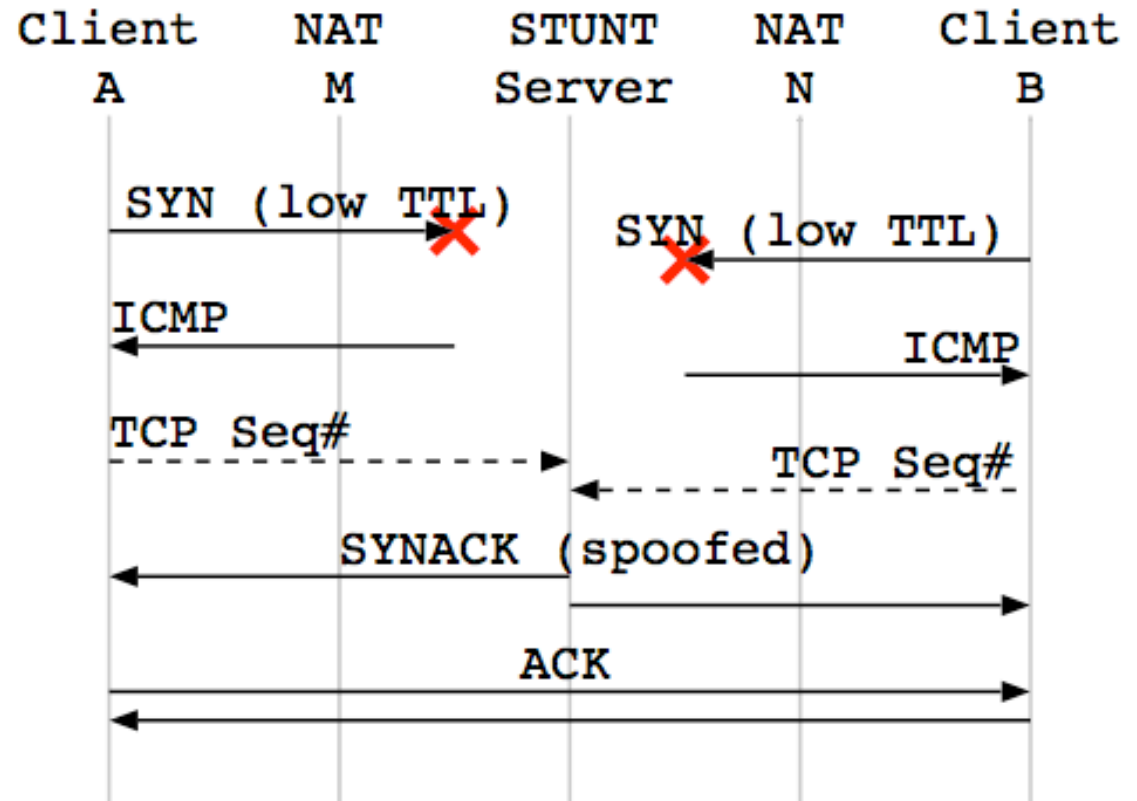 Client NAT STUNT NAT Client
A M Server N B
SYN (low TTL)
SYN (low TTL)
ICMP
ICMP
TCP Seq#
TCP Seq#
SYNACK (spoofed)
ACK